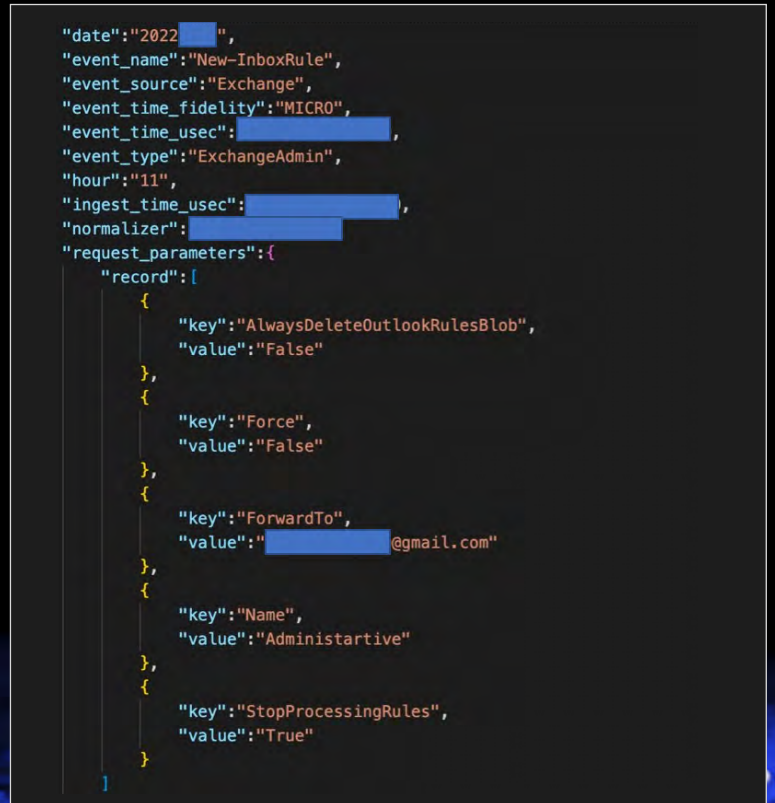 "date":"2022 ",
"event_name":"New-InboxRule",
"event_source":"Exchange",
"event_time_fidelity":"MICRO",
"event_time_usec": ,
"event_type":"ExchangeAdmin",
"hour":"11",
"ingest_time_usec": ,
"normalizer":
"request_parameters":{
"record":[
{
"key":"AlwaysDeleteOutlookRulesBlob",
"value":"False"
},
{
"key":"Force",
"value":"False"
},
{
"key":"ForwardTo",
"value":" @gmail.com"
},
{
"key":"Name",
"value":"Administartive"
},
{
"key":"StopProcessingRules",
"value":"True"
}
]